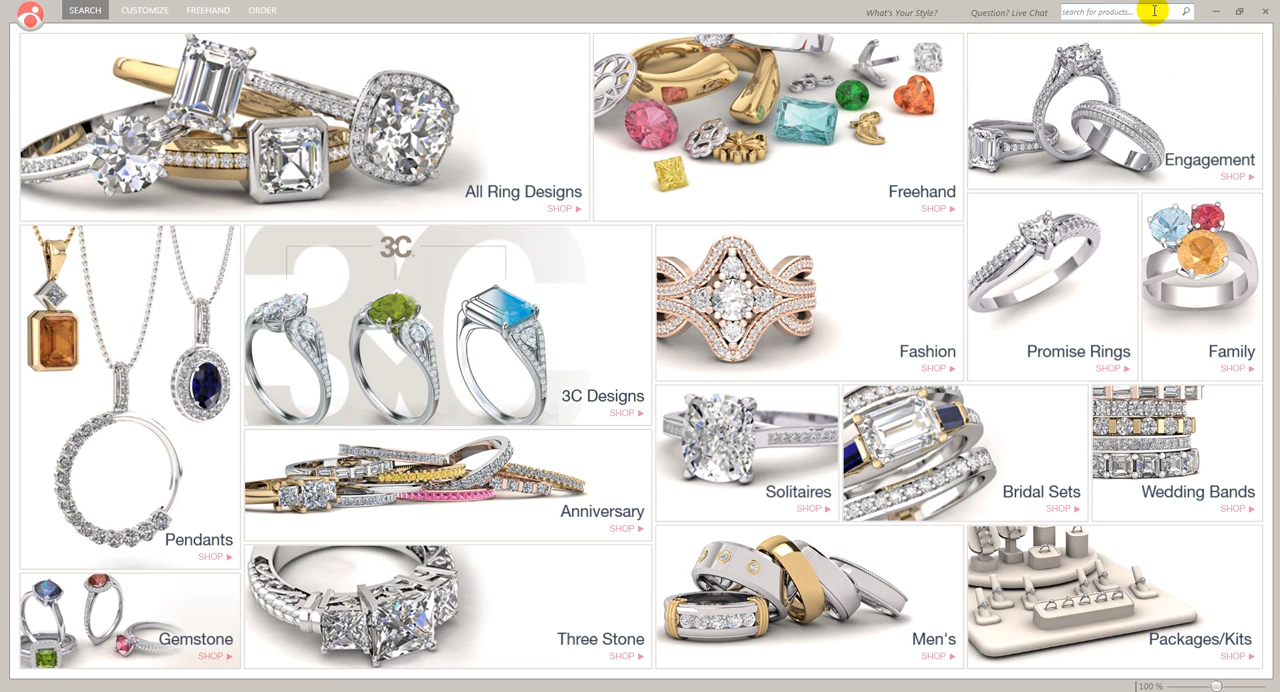 SEARCH CUSTOMIZE FREEHAND ORDER What's Your Style? Question? Live Chat search for products...
All Ring Designs
SHOP ▶
Freehand
SHOP ▶
Engagement
SHOP ▶
Pendants
SHOP ▶
3C
3C Designs
SHOP ▶
Fashion
SHOP ▶
Promise Rings
SHOP ▶
Family
SHOP ▶
Anniversary
SHOP ▶
Solitaires
SHOP ▶
Bridal Sets
SHOP ▶
Wedding Bands
SHOP ▶
Gemstone
SHOP ▶
Three Stone
SHOP ▶
Men's
SHOP ▶
Packages/Kits
SHOP ▶
100 %